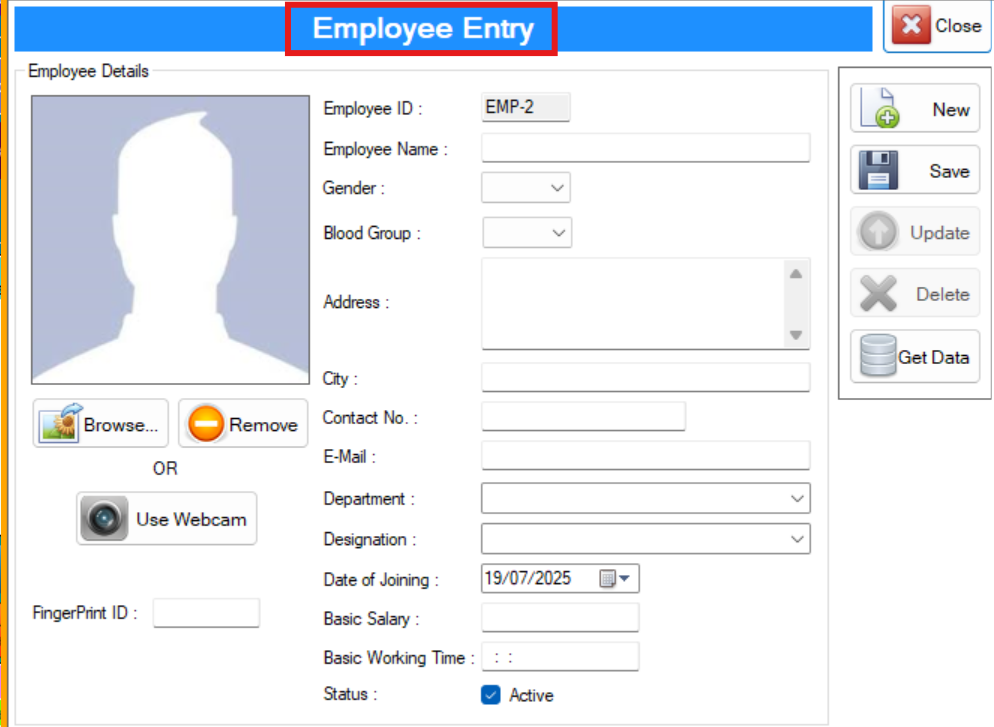 Employee Entry
Close
Employee Details
Employee ID : EMP-2
Employee Name :
Gender :
Blood Group :
Address :
City :
Contact No. :
E-Mail :
Department :
Designation :
Date of Joining : 19/07/2025
Basic Salary :
Basic Working Time : : :
Status : Active
Browse...
Remove
OR
Use Webcam
FingerPrint ID :
New
Save
Update
Delete
Get Data